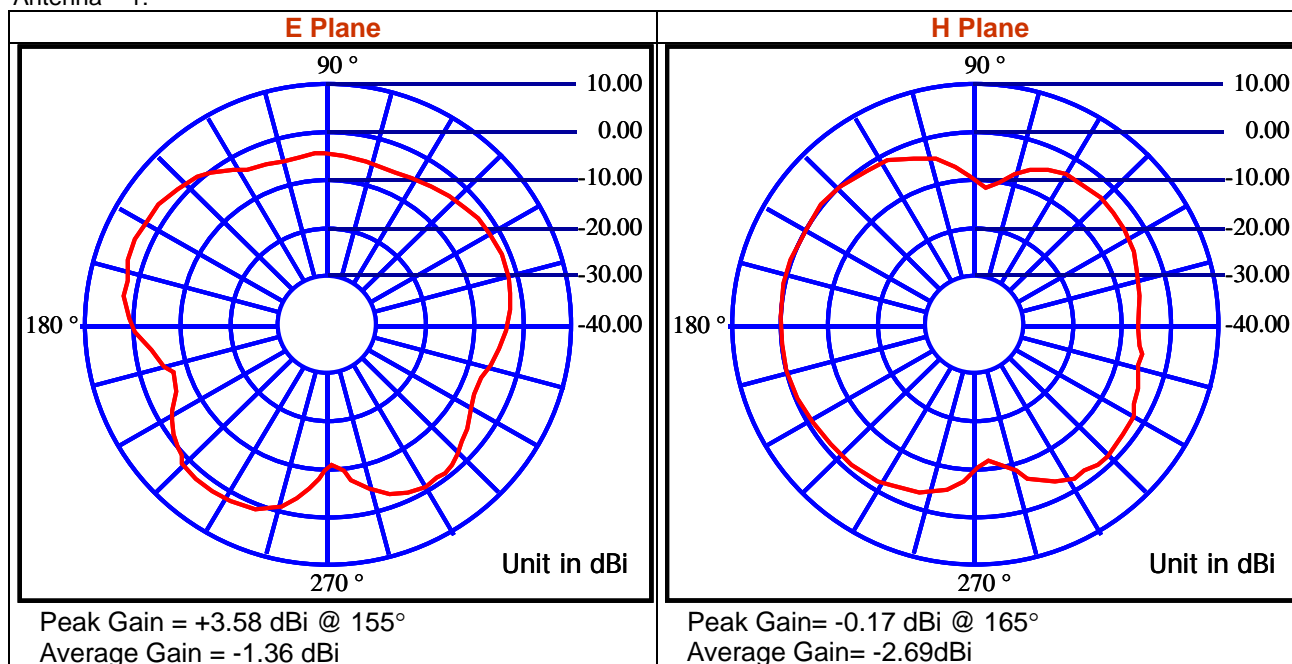 E Plane
H Plane
90 °
10.00
0.00
-10.00
-20.00
-30.00
-40.00
180 °
270 °
Unit in dBi
90 °
10.00
0.00
-10.00
-20.00
-30.00
-40.00
180 °
270 °
Unit in dBi
Peak Gain = +3.58 dBi @ 155°
Average Gain = -1.36 dBi
Peak Gain= -0.17 dBi @ 165°
Average Gain= -2.69dBi